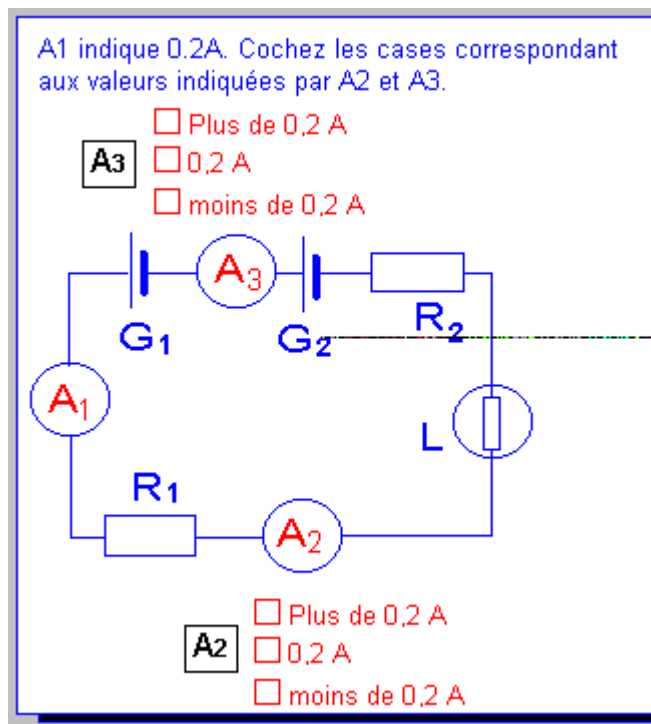 A1 indique 0.2A. Cochez les cases correspondant
aux valeurs indiquées par A2 et A3.
A3
Plus de 0,2 A
0,2 A
moins de 0,2 A
A3
G1
G2
R2
A1
L
R1
A2
Plus de 0,2 A
A2
0,2 A
moins de 0,2 A